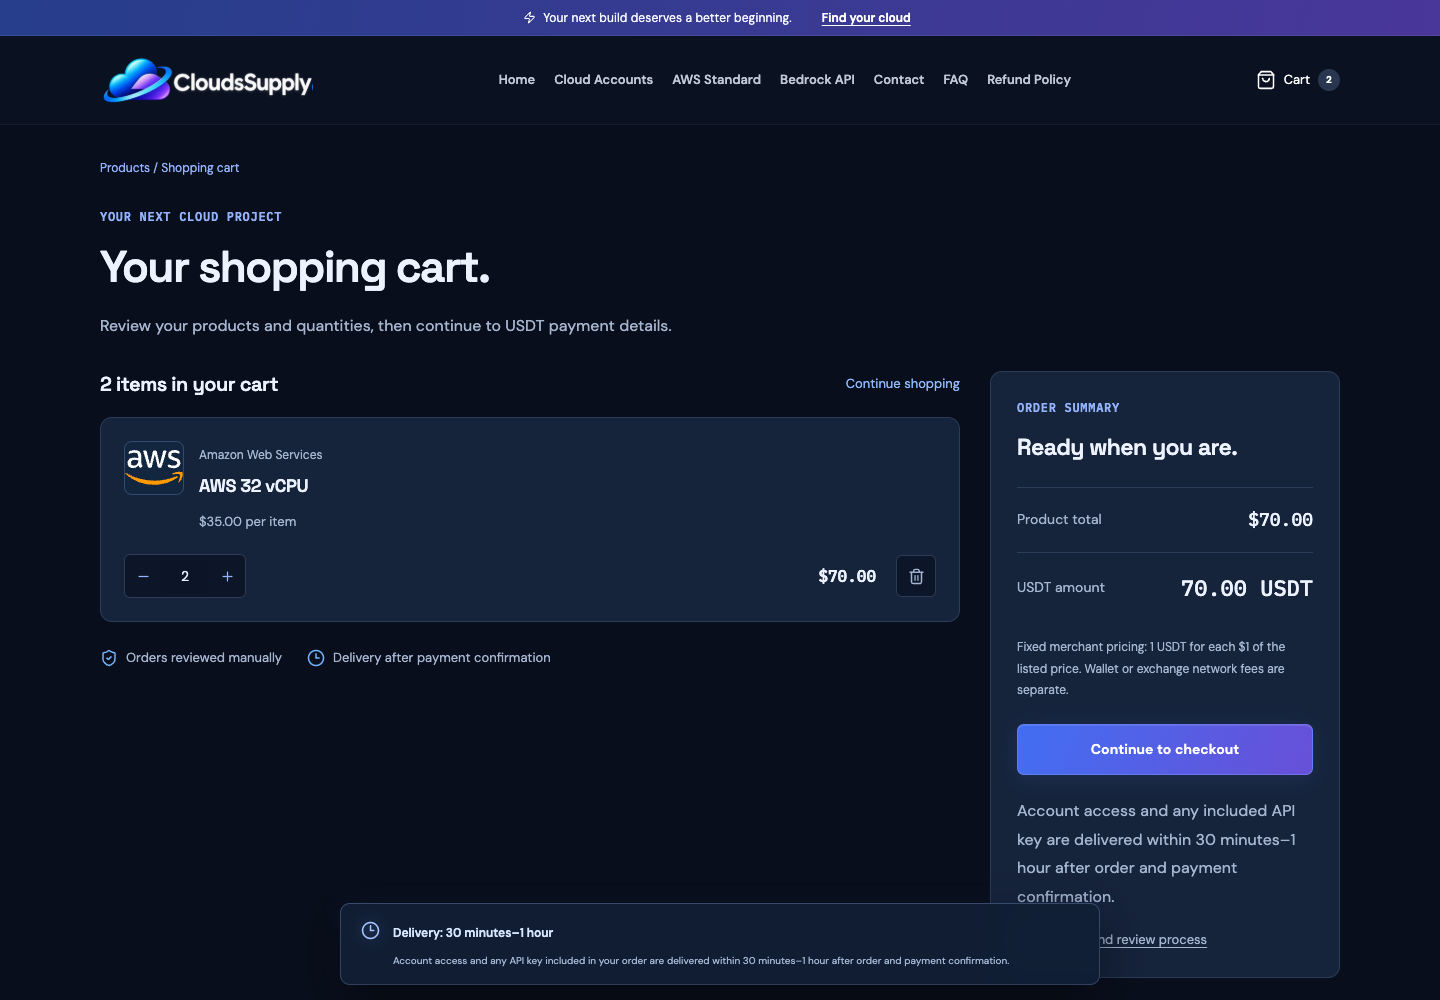 Your next build deserves a better beginning. Find your cloud
CloudsSupply
Home Cloud Accounts AWS Standard Bedrock API Contact FAQ Refund Policy
Cart 2
Products / Shopping cart
YOUR NEXT CLOUD PROJECT
Your shopping cart.
Review your products and quantities, then continue to USDT payment details.
2 items in your cart
Continue shopping
aws
Amazon Web Services
AWS 32 vCPU
$35.00 per item
− 2 +
$70.00
Orders reviewed manually
Delivery after payment confirmation
ORDER SUMMARY
Ready when you are.
Product total $70.00
USDT amount 70.00 USDT
Fixed merchant pricing: 1 USDT for each $1 of the
listed price. Wallet or exchange network fees are
separate.
Continue to checkout
Account access and any included API
key are delivered within 30 minutes–1
hour after order and payment
confirmation.
review process
Delivery: 30 minutes–1 hour
Account access and any API key included in your order are delivered within 30 minutes–1 hour after order and payment confirmation.